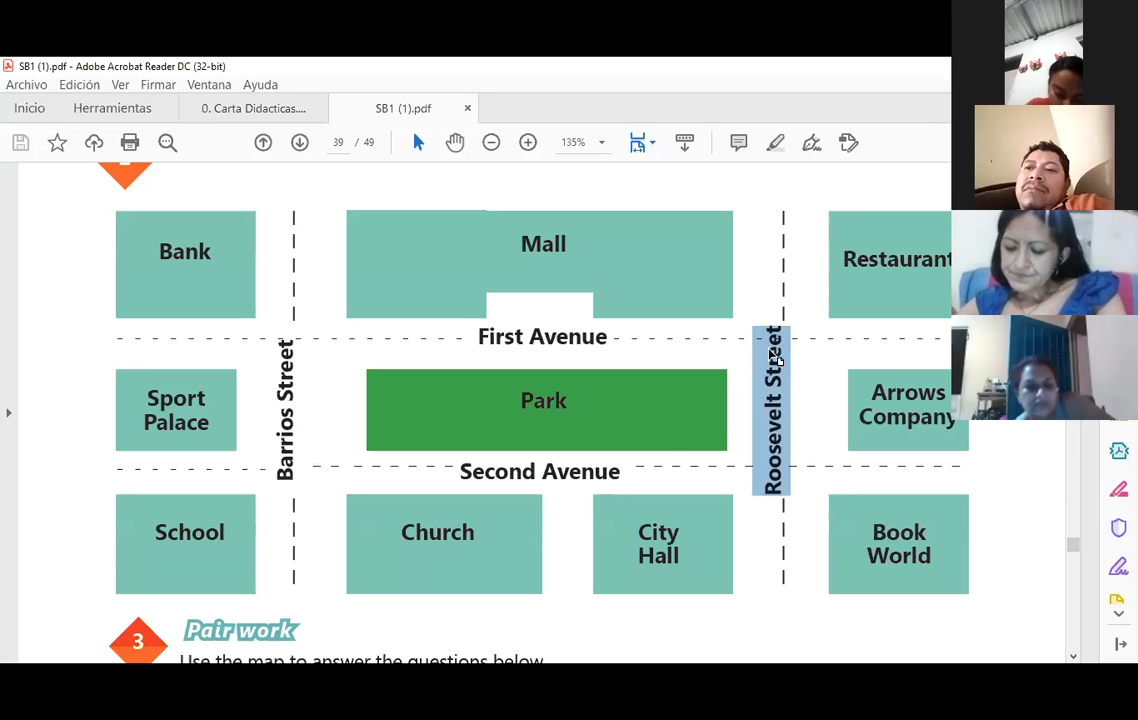 SB1 (1).pdf - Adobe Acrobat Reader DC (32-bit)
Archivo Edición Ver Firmar Ventana Ayuda
Inicio Herramientas 0. Carta Didacticas.... SB1 (1).pdf ×
39 / 49 135%
Bank
Mall
Restaurant
First Avenue
Barrios Street
Roosevelt Street
Sport
Palace
Park
Arrows
Company
Second Avenue
School
Church
City
Hall
Book
World
3 Pair work
Use the map to answer the questions below